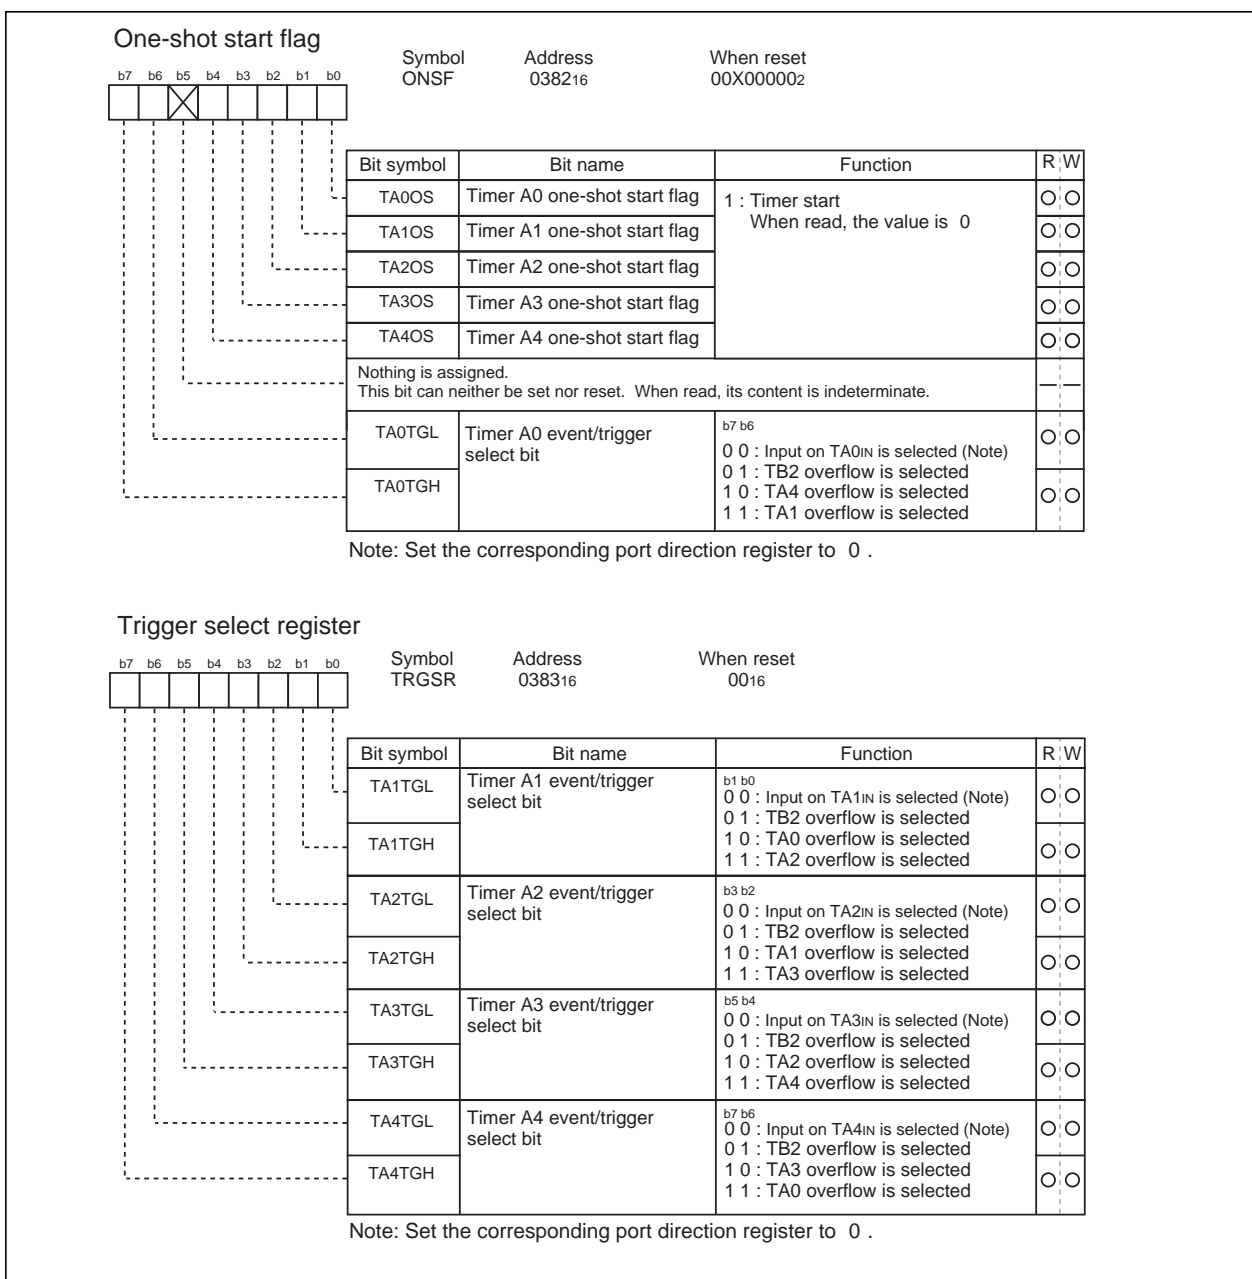 One-shot start flag
Symbol Address When reset
ONSF 038216 00X000002
b7 b6 b5 b4 b3 b2 b1 b0
Bit symbol Bit name Function R W
TA0OS Timer A0 one-shot start flag 1 : Timer start
When read, the value is 0
TA1OS Timer A1 one-shot start flag
TA2OS Timer A2 one-shot start flag
TA3OS Timer A3 one-shot start flag
TA4OS Timer A4 one-shot start flag
Nothing is assigned.
This bit can neither be set nor reset. When read, its content is indeterminate.
TA0TGL Timer A0 event/trigger b7 b6
select bit 0 0 : Input on TA0IN is selected (Note)
0 1 : TB2 overflow is selected
TA0TGH 1 0 : TA4 overflow is selected
1 1 : TA1 overflow is selected
Note: Set the corresponding port direction register to 0 .
Trigger select register
Symbol Address When reset
TRGSR 038316 0016
b7 b6 b5 b4 b3 b2 b1 b0
Bit symbol Bit name Function R W
TA1TGL Timer A1 event/trigger b1 b0
select bit 0 0 : Input on TA1IN is selected (Note)
0 1 : TB2 overflow is selected
TA1TGH 1 0 : TA0 overflow is selected
1 1 : TA2 overflow is selected
TA2TGL Timer A2 event/trigger b3 b2
select bit 0 0 : Input on TA2IN is selected (Note)
0 1 : TB2 overflow is selected
TA2TGH 1 0 : TA1 overflow is selected
1 1 : TA3 overflow is selected
TA3TGL Timer A3 event/trigger b5 b4
select bit 0 0 : Input on TA3IN is selected (Note)
0 1 : TB2 overflow is selected
TA3TGH 1 0 : TA2 overflow is selected
1 1 : TA4 overflow is selected
TA4TGL Timer A4 event/trigger b7 b6
select bit 0 0 : Input on TA4IN is selected (Note)
0 1 : TB2 overflow is selected
TA4TGH 1 0 : TA3 overflow is selected
1 1 : TA0 overflow is selected
Note: Set the corresponding port direction register to 0 .